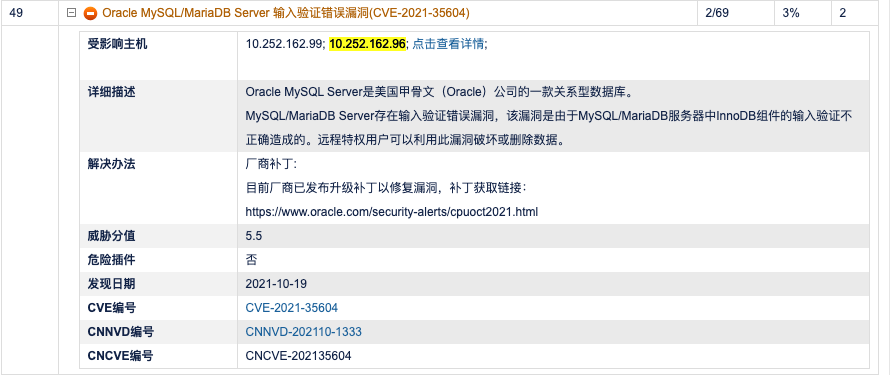 49 Oracle MySQL/MariaDB Server 输入验证错误漏洞(CVE-2021-35604) 2/69 3% 2
受影响主机 10.252.162.99; 10.252.162.96; 点击查看详情;
详细描述 Oracle MySQL Server是美国甲骨文（Oracle）公司的一款关系型数据库。
MySQL/MariaDB Server存在输入验证错误漏洞，该漏洞是由于MySQL/MariaDB服务器中InnoDB组件的输入验证不
正确造成的。远程特权用户可以利用此漏洞破坏或删除数据。
解决办法 厂商补丁:
目前厂商已发布升级补丁以修复漏洞，补丁获取链接：
https://www.oracle.com/security-alerts/cpuoct2021.html
威胁分值 5.5
危险插件 否
发现日期 2021-10-19
CVE编号 CVE-2021-35604
CNNVD编号 CNNVD-202110-1333
CNCVE编号 CNCVE-202135604